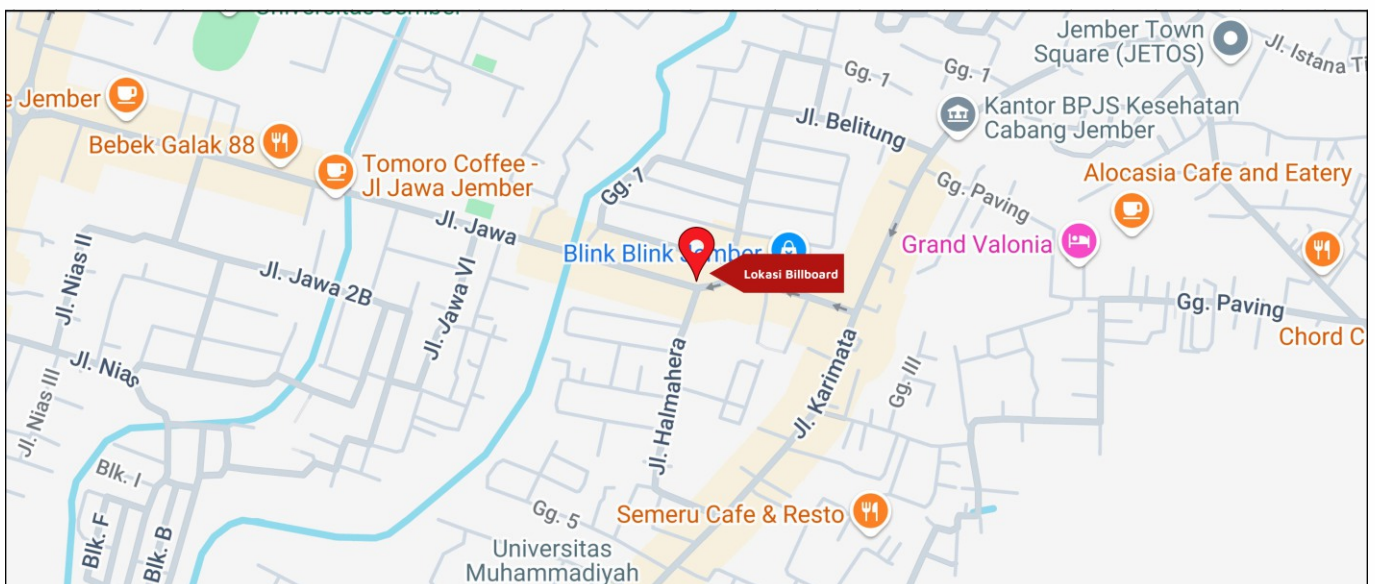 Universitas Jember
Jember Town
Square (JETOS)
Jl. Istana Ti
Gg. 1
Gg. 1
e Jember
Kantor BPJS Kesehatan
Cabang Jember
Jl. Belitung
Bebek Galak 88
Tomoro Coffee -
Jl Jawa Jember
Alocasia Cafe and Eatery
Gg. 7
Gg. Paving
Jl. Jawa
Jl. Nias II
Blink Blink Jember
Grand Valonia
Lokasi Billboard
Jl. Jawa 2B
Jl. Jawa VI
Gg. Paving
Chord C
Jl. Nias
Jl. Nias III
Jl. Halmahera
Jl. Karimata
Gg. III
Blk. I
Blk. F
Blk. B
Gg. 5
Semeru Cafe & Resto
Universitas
Muhammadiyah